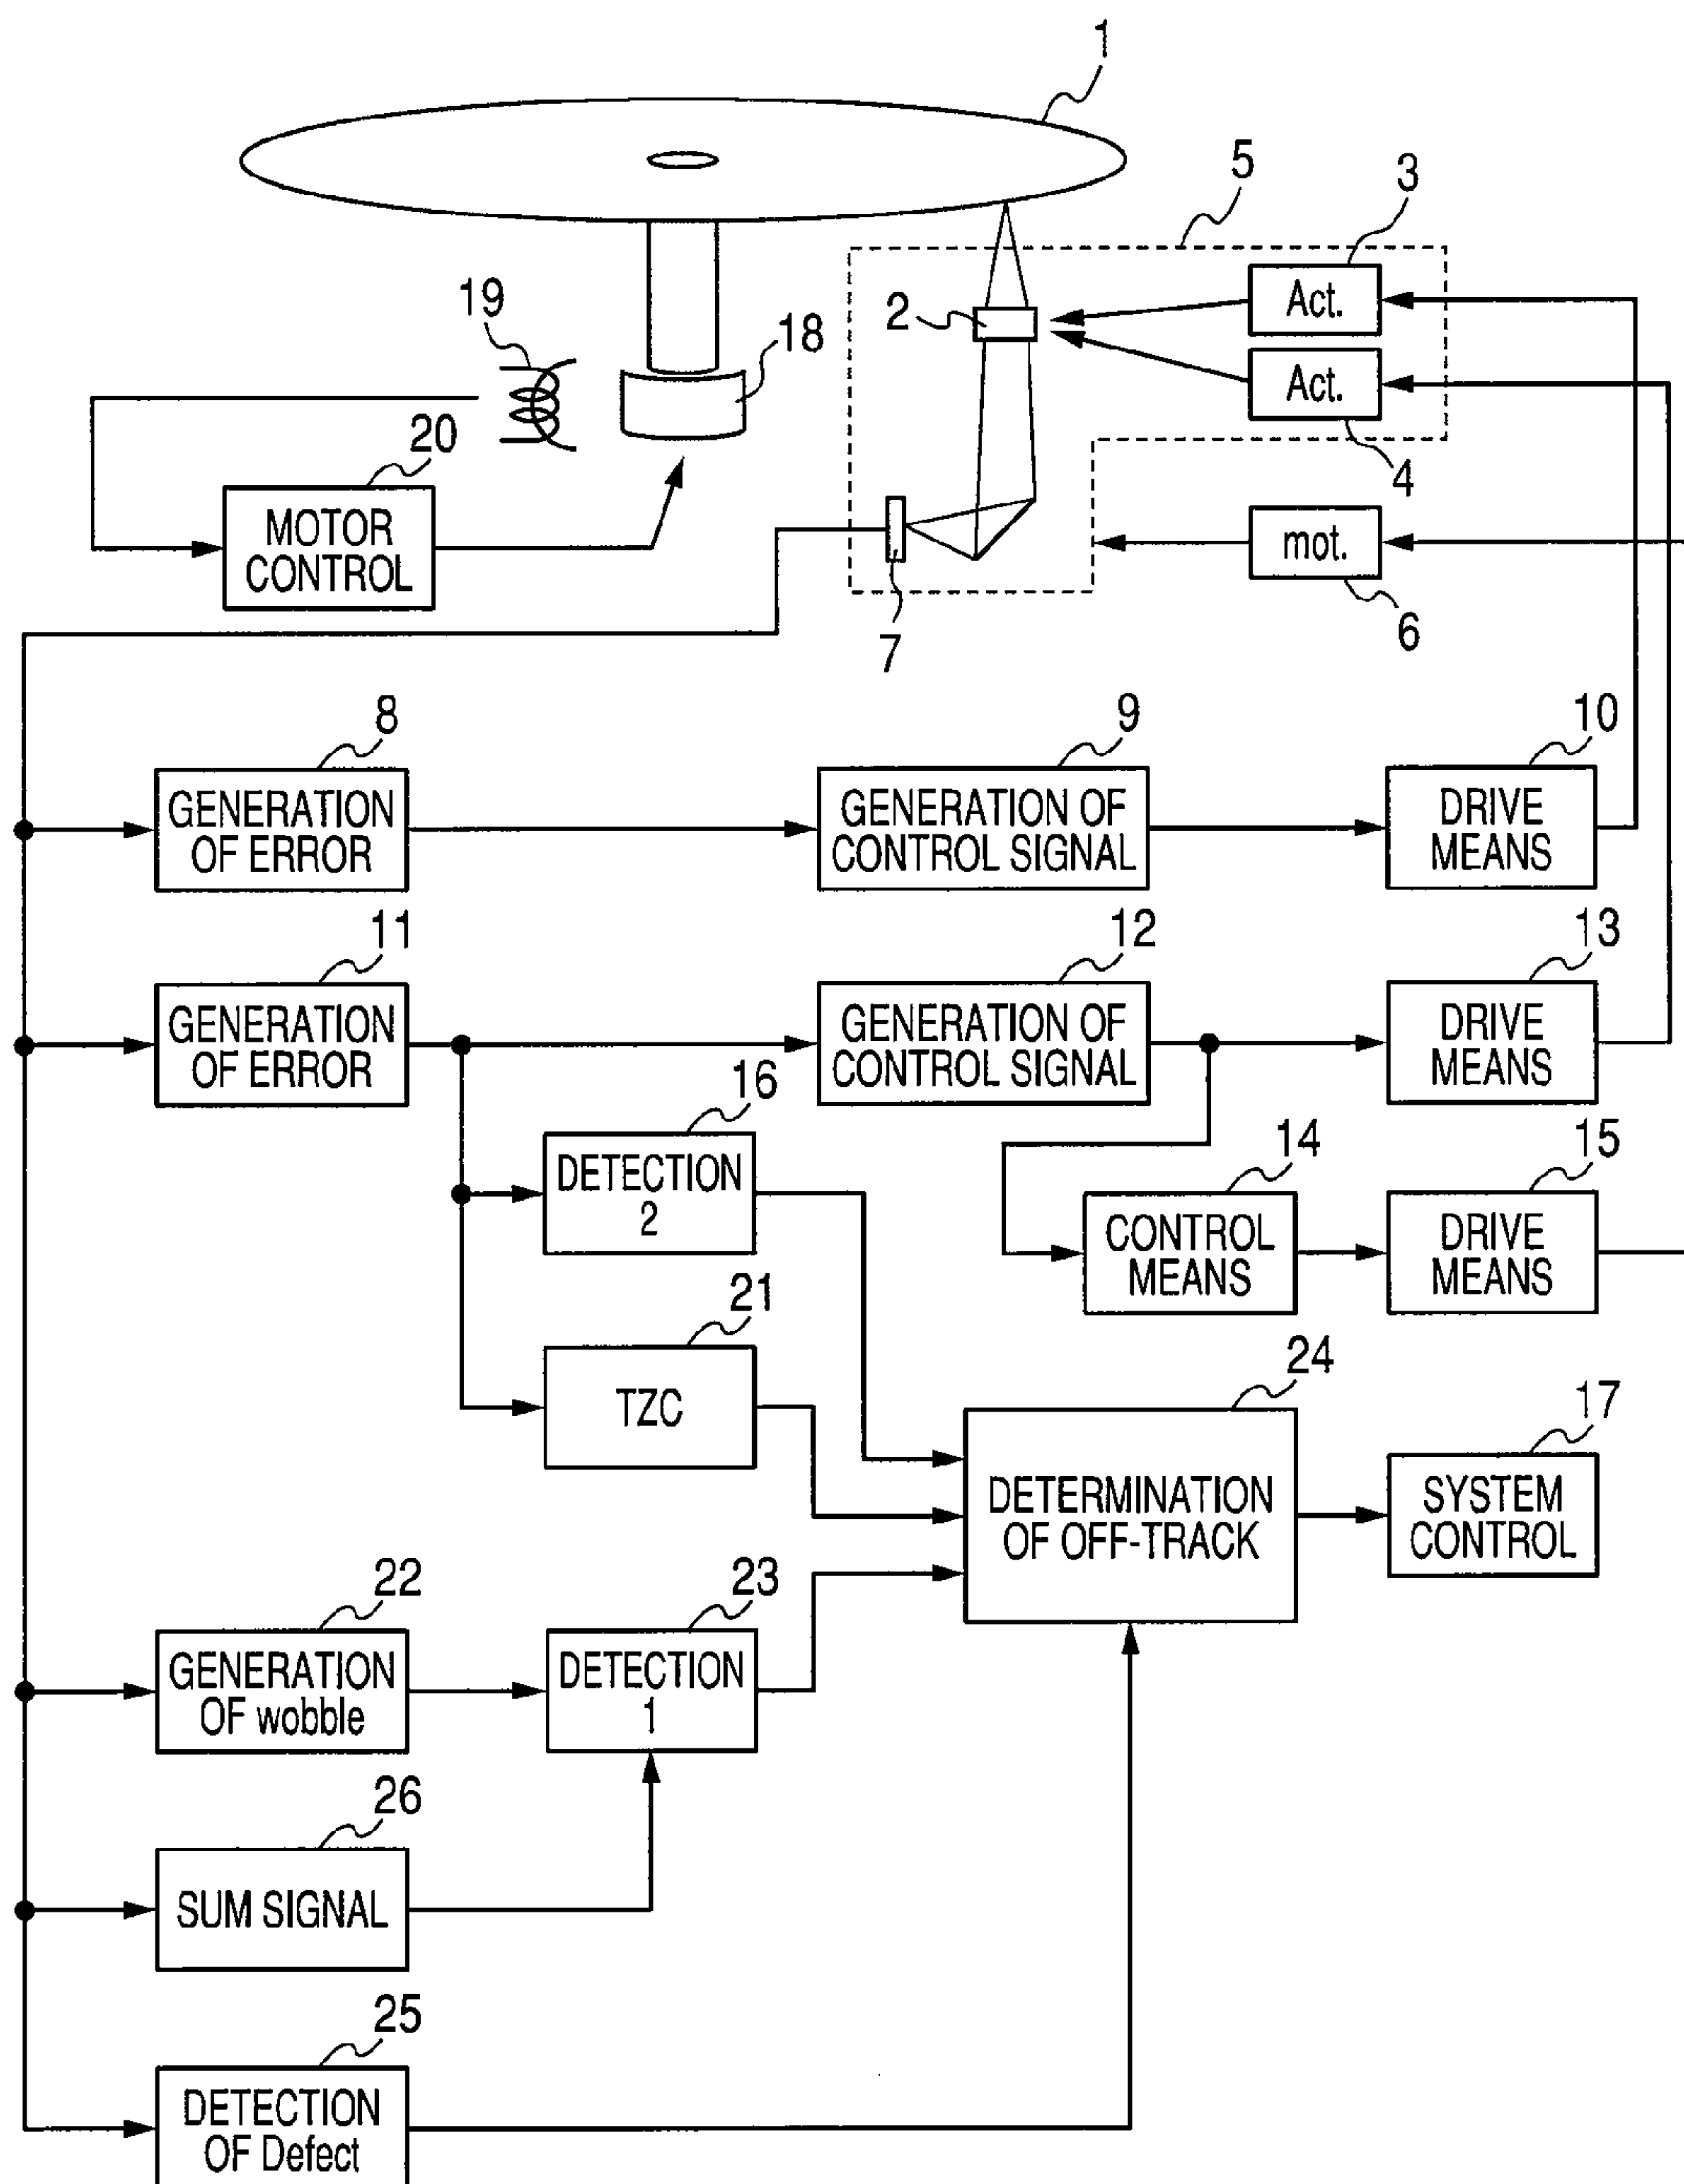 1
5
3
Act.
2
19
18
Act.
20
4
MOTOR
CONTROL
mot.
7
6
8
9
10
GENERATION
OF ERROR
GENERATION OF
CONTROL SIGNAL
DRIVE
MEANS
11
12
13
GENERATION
OF ERROR
GENERATION OF
CONTROL SIGNAL
DRIVE
MEANS
16
DETECTION
2
14
15
CONTROL
MEANS
DRIVE
MEANS
21
TZC
24
17
DETERMINATION
OF OFF-TRACK
SYSTEM
CONTROL
22
23
GENERATION
OF wobble
DETECTION
1
26
SUM SIGNAL
25
DETECTION
OF Defect